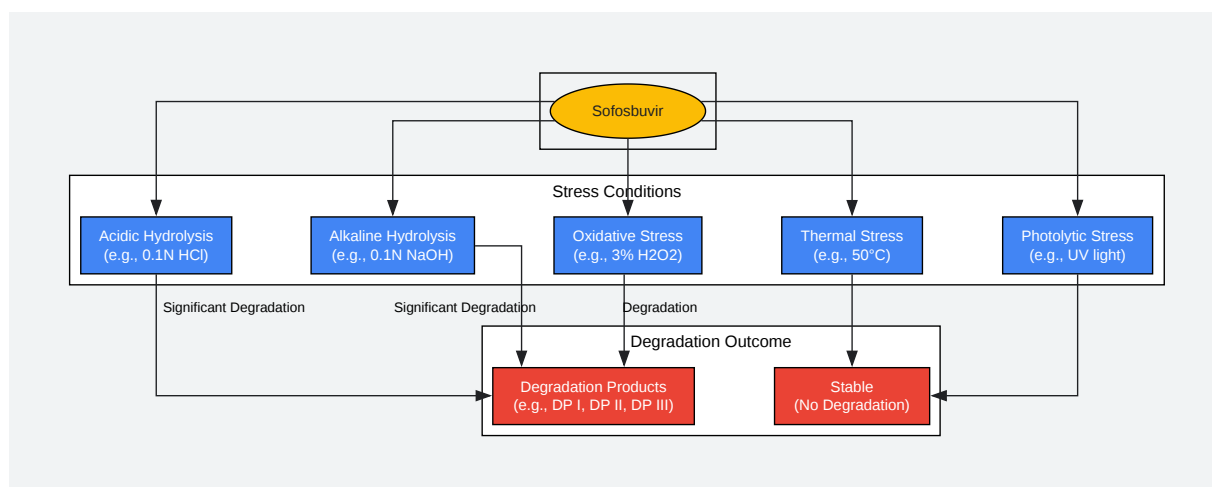 Sofosbuvir
Stress Conditions
Acidic Hydrolysis
(e.g., 0.1N HCl)
Alkaline Hydrolysis
(e.g., 0.1N NaOH)
Oxidative Stress
(e.g., 3% H2O2)
Thermal Stress
(e.g., 50°C)
Photolytic Stress
(e.g., UV light)
Significant Degradation
Significant Degradation
Degradation
Degradation Outcome
Degradation Products
(e.g., DP I, DP II, DP III)
Stable
(No Degradation)